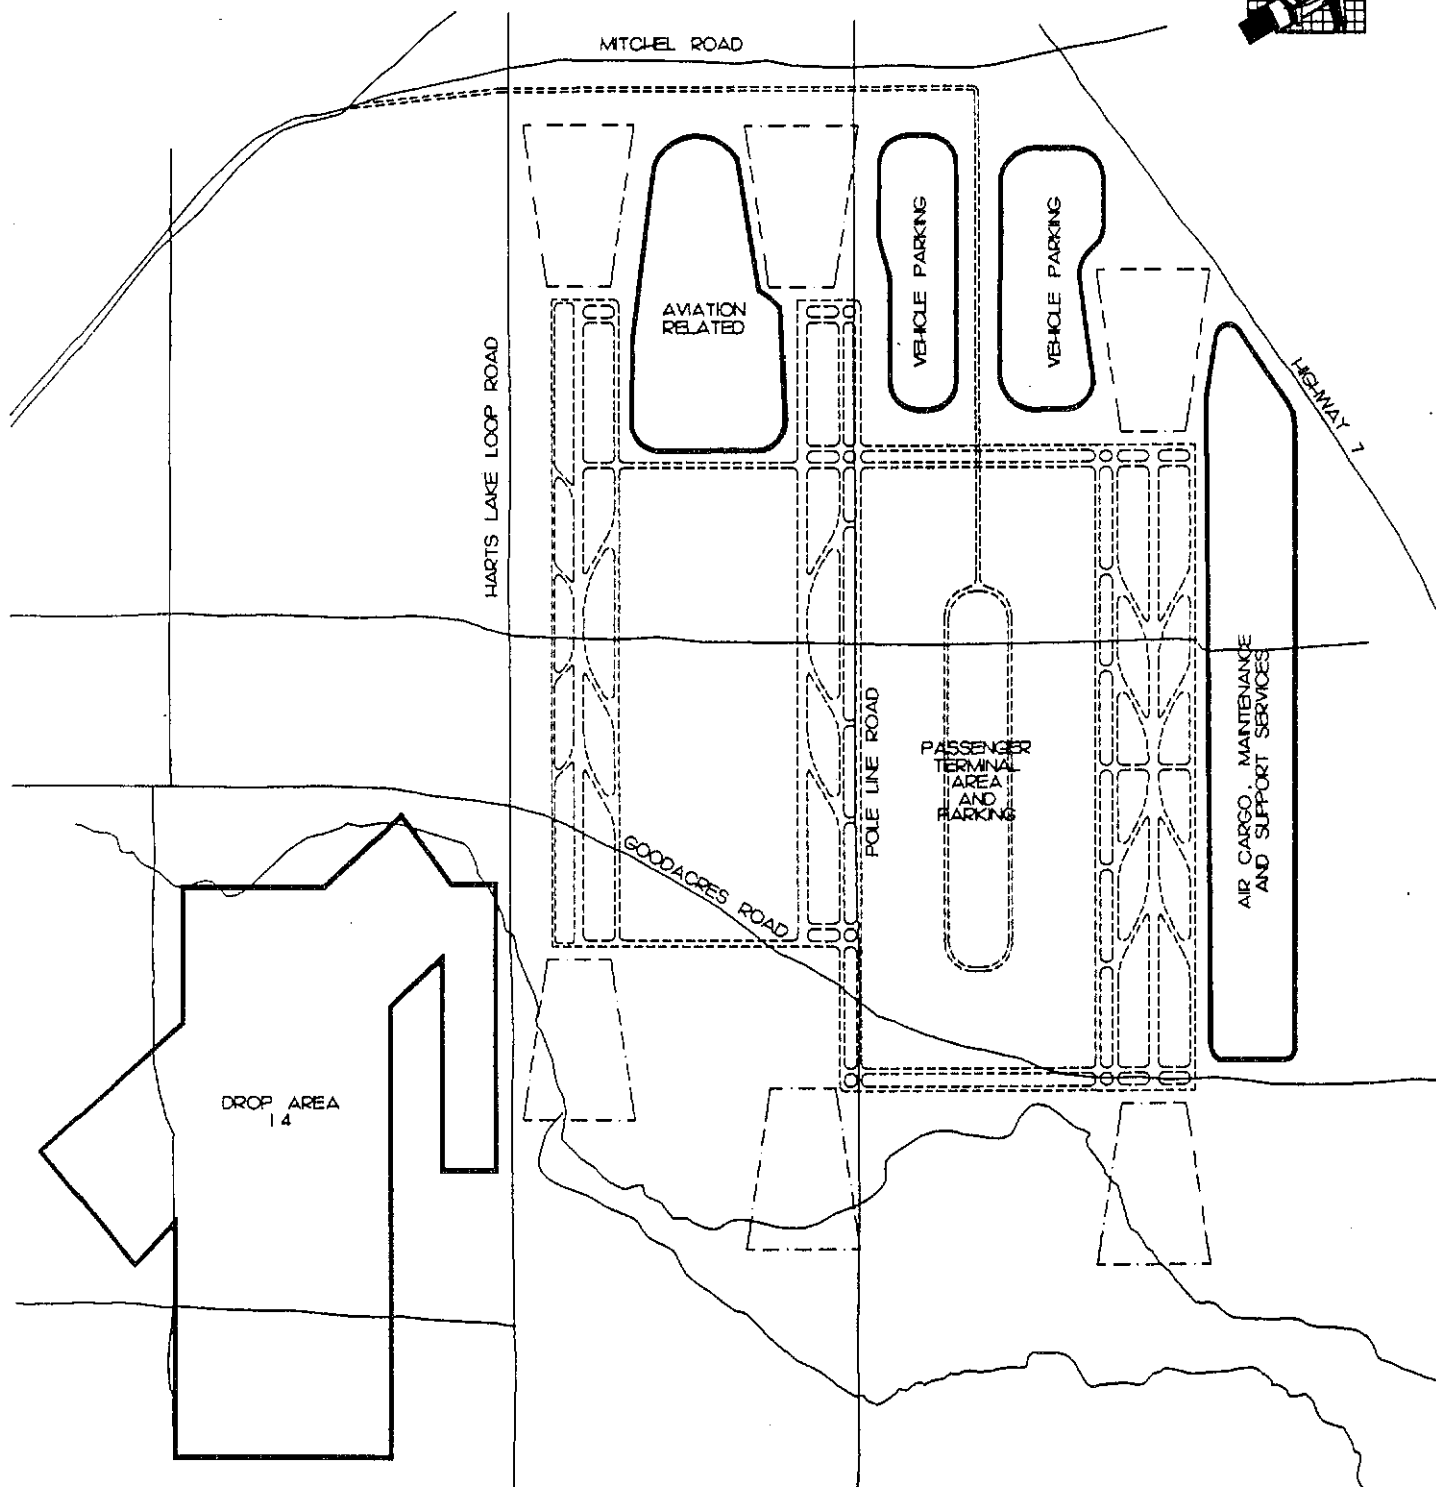 MITCHEL ROAD
AVIATION
RELATED
VEHICLE PARKING
VEHICLE PARKING
HARTS LAKE LOOP ROAD
HIGHWAY 7
POLE LINE ROAD
PASSENGER
TERMINAL
AREA
AND
PARKING
AIR CARGO, MAINTENANCE
AND SUPPORT SERVICES
GOODACRES ROAD
DROP AREA
14